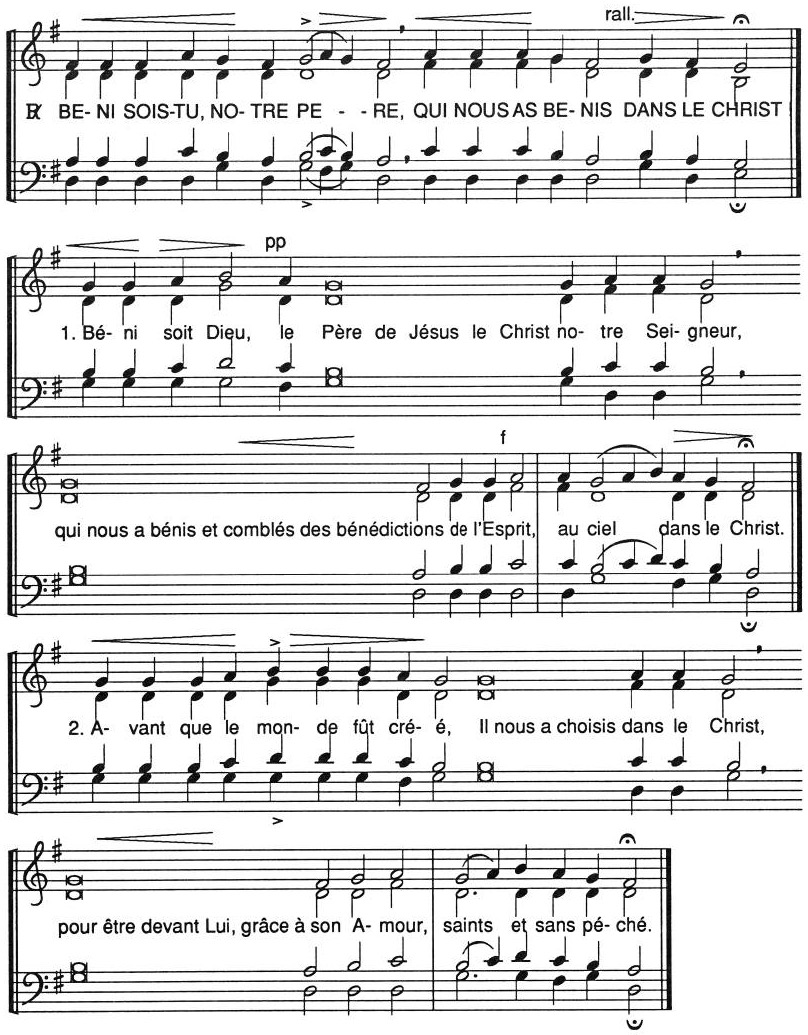 rall.
℟ BE- NI SOIS-TU, NO- TRE PE - - RE, QUI NOUS AS BE- NIS DANS LE CHRIST
pp
1. Bé- ni soit Dieu, le Père de Jésus le Christ no- tre Sei- gneur,
f
qui nous a bénis et comblés des bénédictions de l'Esprit, au ciel dans le Christ.
2. A- vant que le mon- de fût cré- é, Il nous a choisis dans le Christ,
pour être devant Lui, grâce à son A- mour, saints et sans pé- ché.